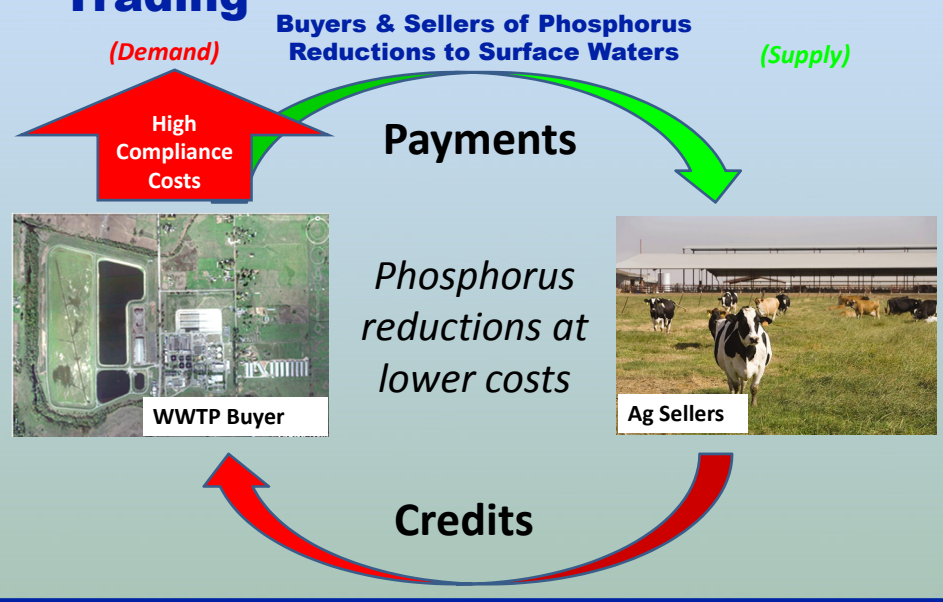 Trading
Buyers & Sellers of Phosphorus
Reductions to Surface Waters
(Demand)
(Supply)
High
Compliance
Costs
Payments
Phosphorus
reductions at
lower costs
WWTP Buyer
Ag Sellers
Credits